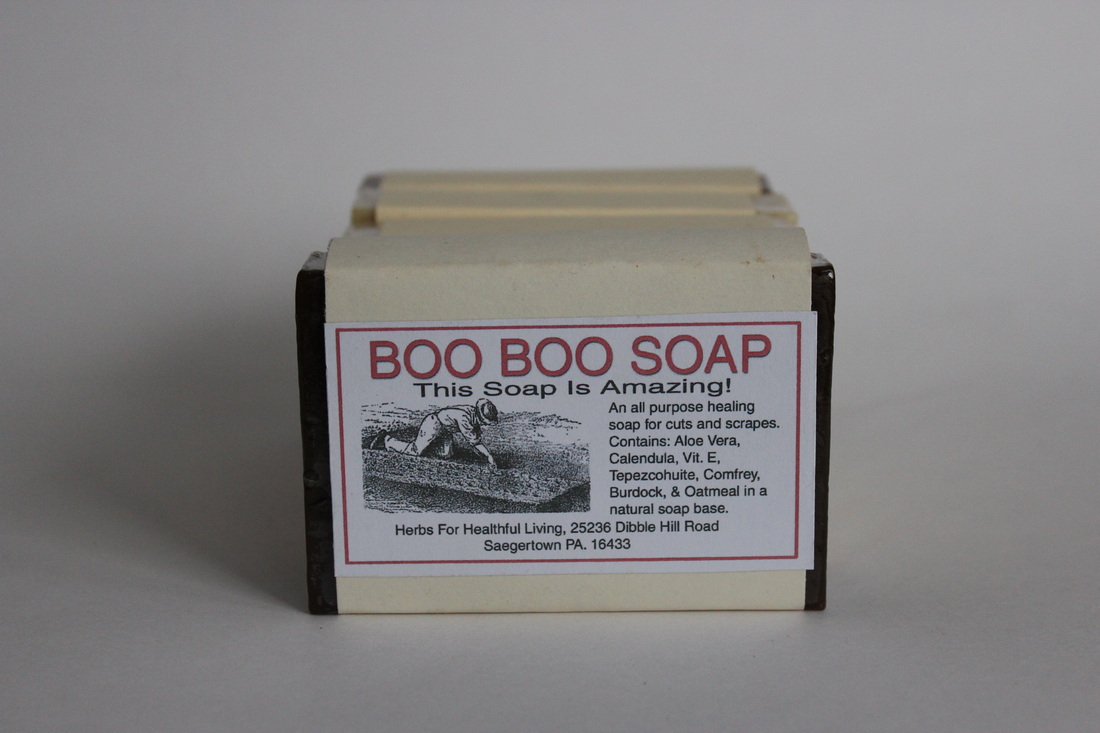 BOO BOO SOAP
This Soap Is Amazing!
An all purpose healing
soap for cuts and scrapes.
Contains: Aloe Vera,
Calendula, Vit. E,
Tepezcohuite, Comfrey,
Burdock, & Oatmeal in a
natural soap base.
Herbs For Healthful Living, 25236 Dibble Hill Road
Saegertown PA. 16433